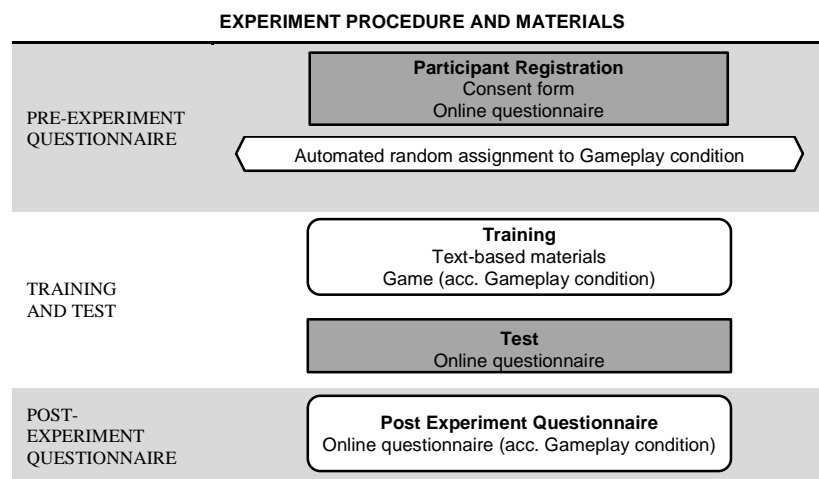 EXPERIMENT PROCEDURE AND MATERIALS
PRE-EXPERIMENT
QUESTIONNAIRE
Participant Registration
Consent form
Online questionnaire
Automated random assignment to Gameplay condition
TRAINING
AND TEST
Training
Text-based materials
Game (acc. Gameplay condition)
Test
Online questionnaire
POST-
EXPERIMENT
QUESTIONNAIRE
Post Experiment Questionnaire
Online questionnaire (acc. Gameplay condition)